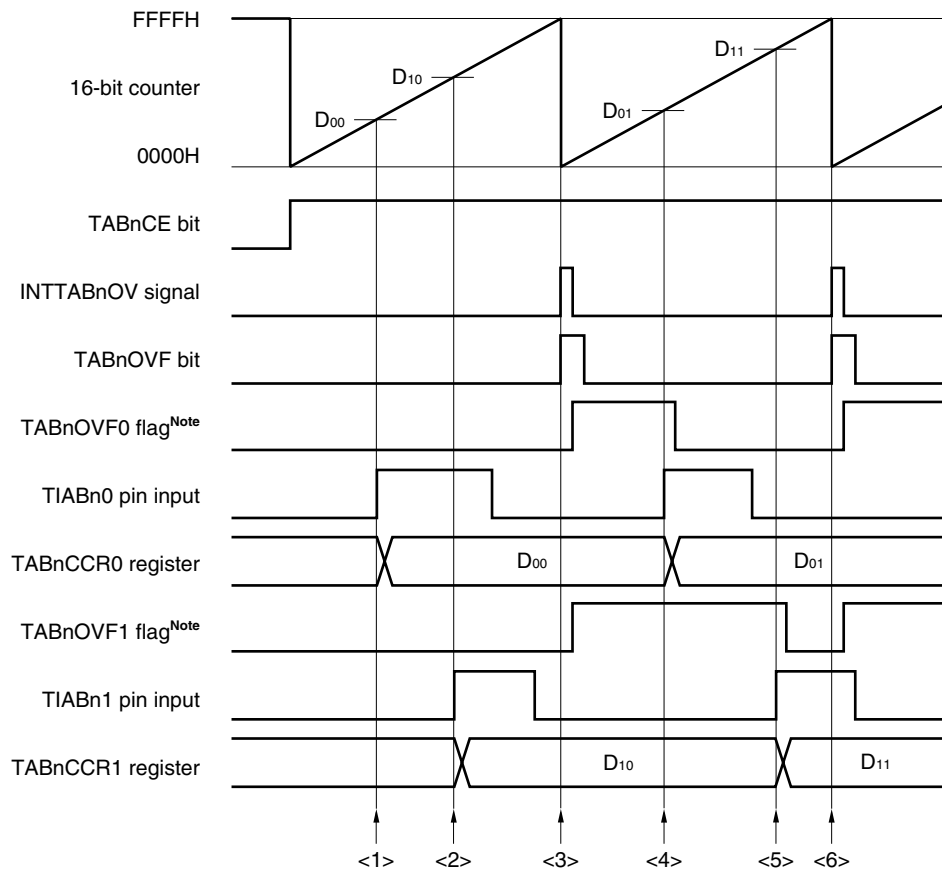 FFFFH
16-bit counter
0000H
D00
D10
D01
D11
TABnCE bit
INTTABnOV signal
TABnOVF bit
TABnOVF0 flagNote
TIABn0 pin input
TABnCCR0 register
D00
D01
TABnOVF1 flagNote
TIABn1 pin input
TABnCCR1 register
D10
D11
<1> <2> <3> <4> <5> <6>